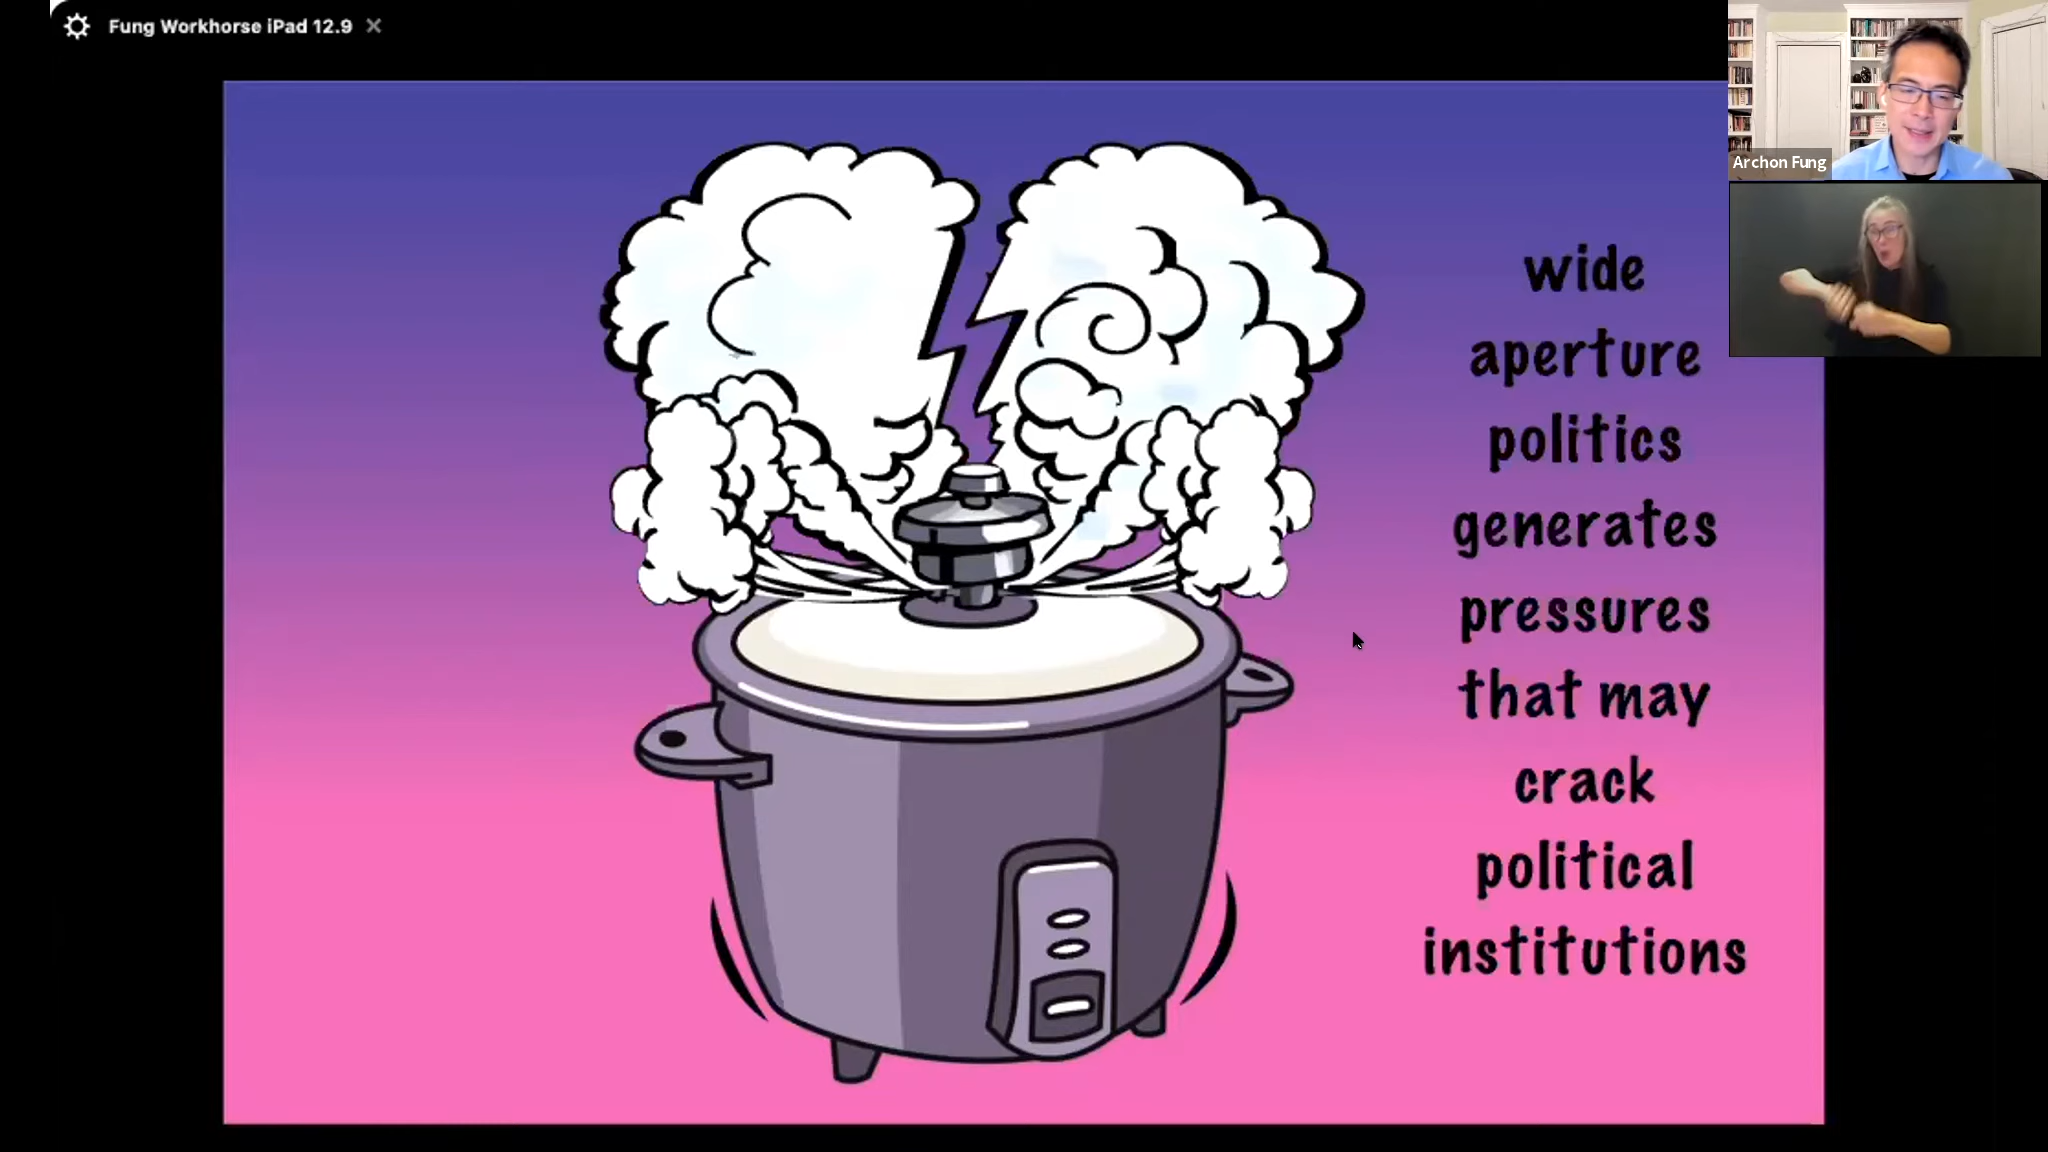 Fung Workhorse iPad 12.9
Archon Fung
wide
aperture
politics
generates
pressures
that may
crack
political
institutions